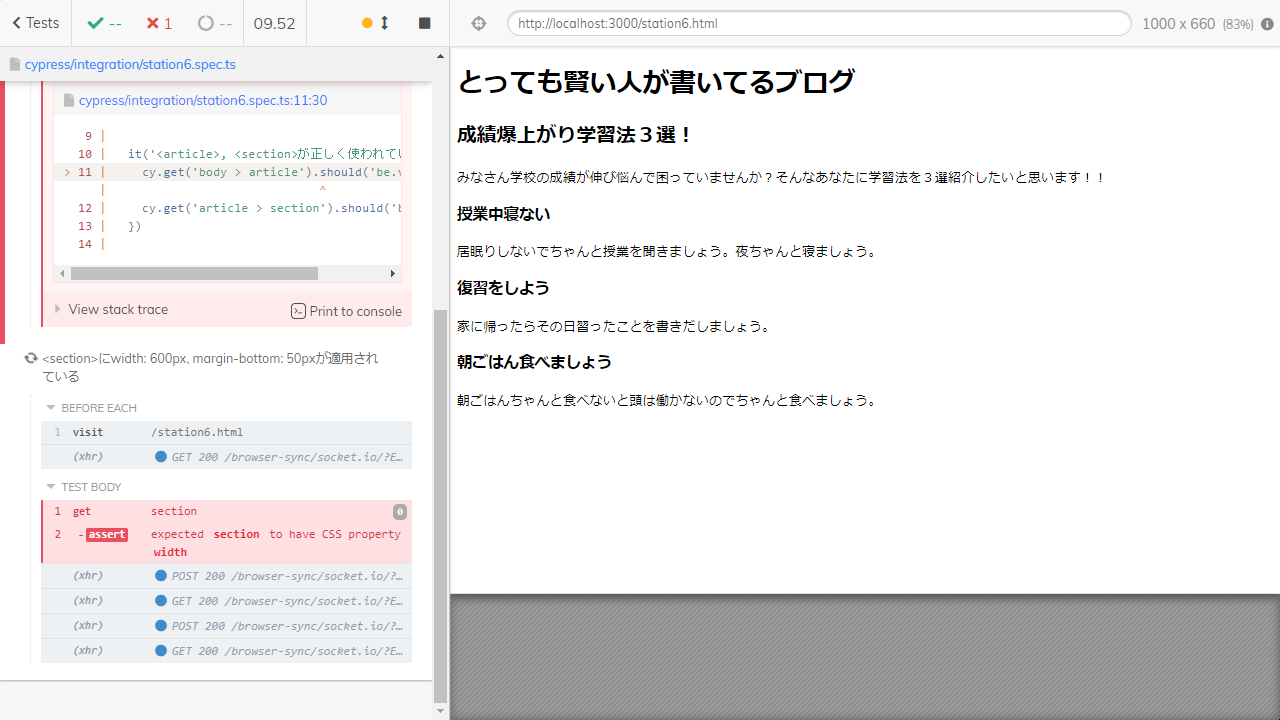 Tests
--
1
--
09.52
http://localhost:3000/station6.html
1000 x 660 (83%)
cypress/integration/station6.spec.ts
cypress/integration/station6.spec.ts:11:30
9 |
10 | it('<article>, <section>が正しく使われてい
> 11 | cy.get('body > article').should('be.v
| ^
12 | cy.get('article > section').should('b
13 | })
14 |
View stack trace
Print to console
<section>にwidth: 600px, margin-bottom: 50pxが適用され
ている
BEFORE EACH
1 visit /station6.html
(xhr) GET 200 /browser-sync/socket.io/?E…
TEST BODY
1 get section 0
2 -assert expected section to have CSS property
width
(xhr) POST 200 /browser-sync/socket.io/?…
(xhr) GET 200 /browser-sync/socket.io/?E…
(xhr) POST 200 /browser-sync/socket.io/?…
(xhr) GET 200 /browser-sync/socket.io/?E…
とっても賢い人が書いてるブログ
成績爆上がり学習法３選！
みなさん学校の成績が伸び悩んで困っていませんか？そんなあなたに学習法を３選紹介したいと思います！！
授業中寝ない
居眠りしないでちゃんと授業を聞きましょう。夜ちゃんと寝ましょう。
復習をしよう
家に帰ったらその日習ったことを書きだしましょう。
朝ごはん食べましょう
朝ごはんちゃんと食べないと頭は働かないのでちゃんと食べましょう。